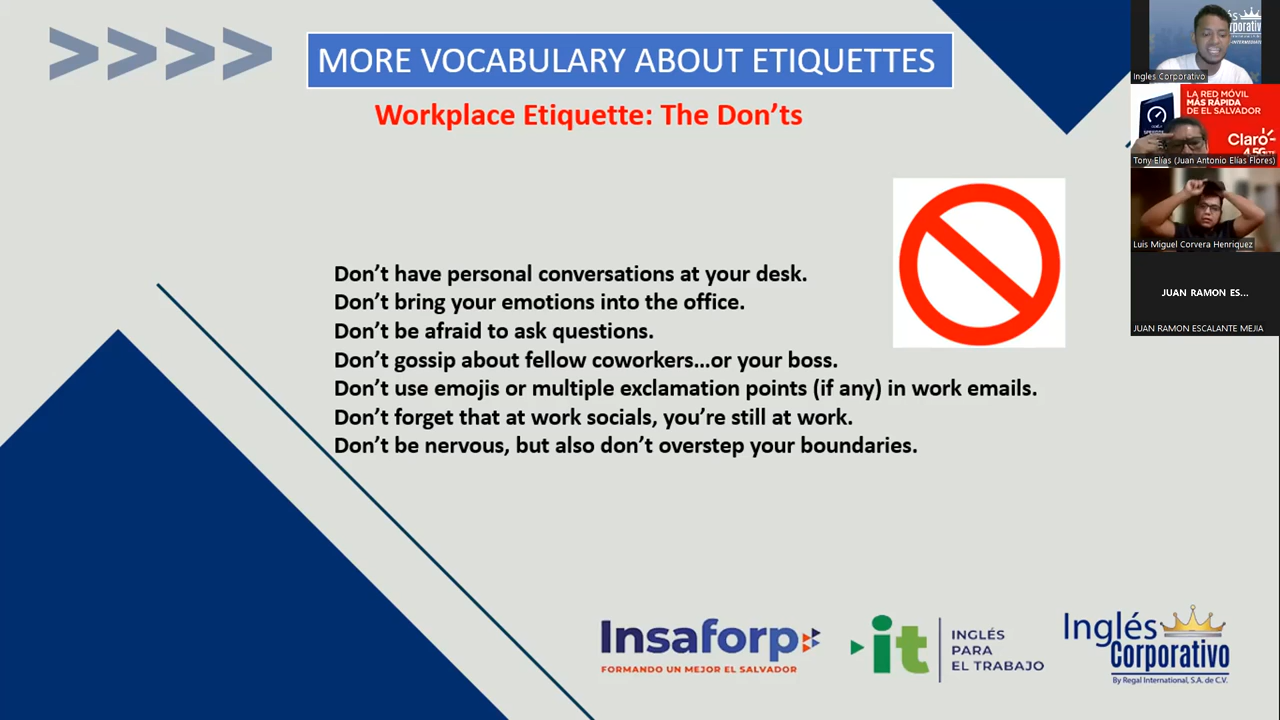 >>>>
MORE VOCABULARY ABOUT ETIQUETTES
Workplace Etiquette: The Don'ts
Don't have personal conversations at your desk.
Don't bring your emotions into the office.
Don't be afraid to ask questions.
Don't gossip about fellow coworkers...or your boss.
Don't use emojis or multiple exclamation points (if any) in work emails.
Don't forget that at work socials, you're still at work.
Don't be nervous, but also don't overstep your boundaries.
Insaforp
FORMANDO UN MEJOR EL SALVADOR
it
INGLÉS
PARA
EL TRABAJO
Inglés
Corporativo
By Regal International, S.A. de C.V.
Ingles Corporativo
LA RED MÓVIL
MÁS RÁPIDA
DE EL SALVADOR
Claro
4.5G
Tony Elías (Juan Antonio Elías Flores)
Luis Miguel Corvera Henriquez
JUAN RAMON ES...
JUAN RAMON ESCALANTE MEJIA